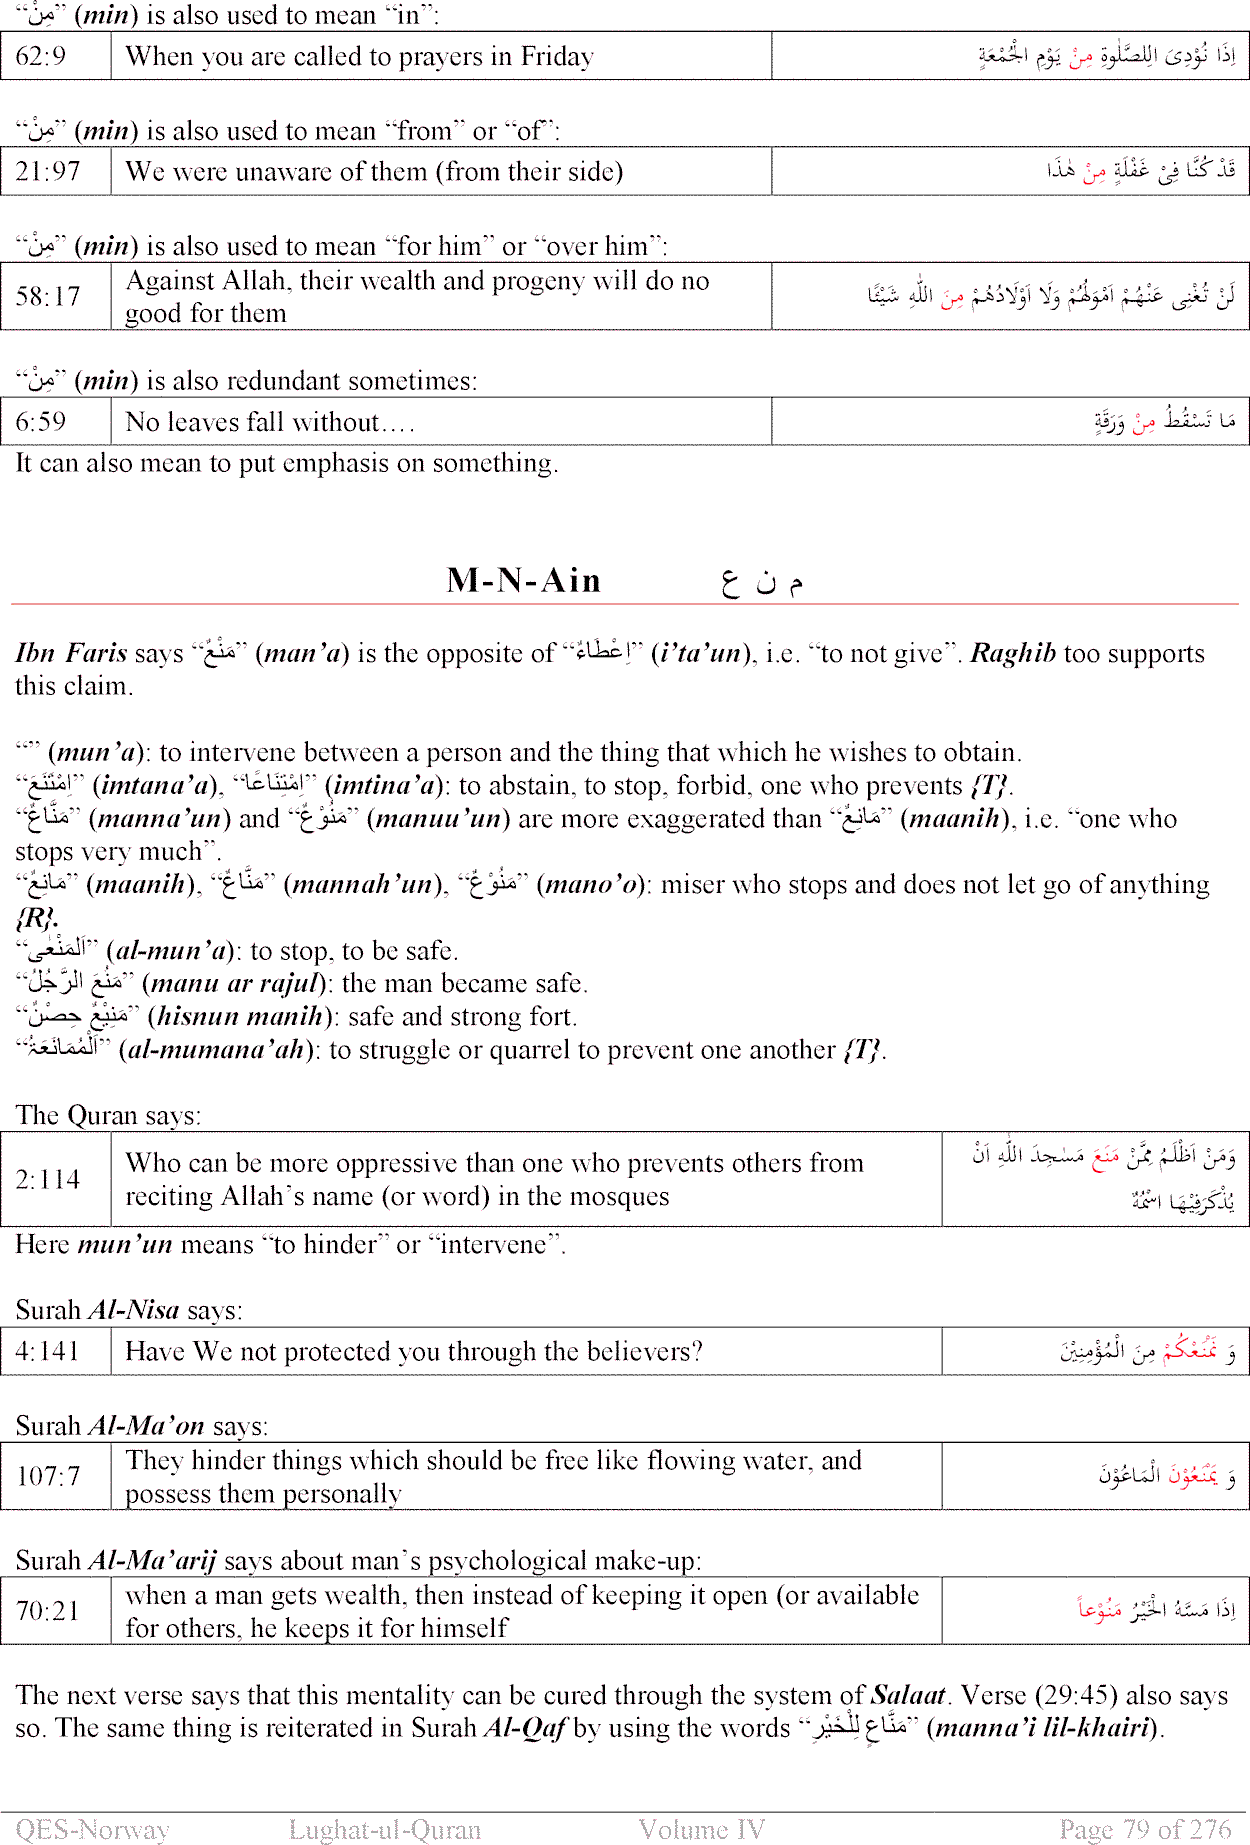 “مِنْ” (min) is also used to mean “in”:
62:9 When you are called to prayers in Friday اِذَا نُوْدِیَ لِلصَّلٰوةِ مِنْ يَوْمِ الْجُمْعَةِ
“مِنْ” (min) is also used to mean “from” or “of”:
21:97 We were unaware of them (from their side) قَدْ كُنَّا فِیْ غَفْلَةٍ مِنْ هٰذَا
“مِنْ” (min) is also used to mean “for him” or “over him”:
58:17 Against Allah, their wealth and progeny will do no
good for them لَنْ تُغْنِی عَنْهُمْ اَمْوَلُهُمْ وَلَا اَوْلَادُهُمْ مِنَ اللّٰهِ شَيْئًا
“مِنْ” (min) is also redundant sometimes:
6:59 No leaves fall without…. مَا تَسْقُطُ مِنْ وَرَقَةٍ
It can also mean to put emphasis on something.
M-N-Ain م ن ع
Ibn Faris says “مَنْعٌ” (man’a) is the opposite of “اِعْطَاءٌ” (i’ta’un), i.e. “to not give”. Raghib too supports
this claim.
“” (mun’a): to intervene between a person and the thing that which he wishes to obtain.
“اِمْتَنَعَ” (imtana’a), “اِمْتِنَاعًا” (imtina’a): to abstain, to stop, forbid, one who prevents {T}.
“مَنَّاعٌ” (manna’un) and “مَنُوْعٌ” (manuu’un) are more exaggerated than “مَانِعٌ” (maanih), i.e. “one who
stops very much”.
“مَانِعٌ” (maanih), “مَنَّاعٌ” (mannah’un), “مَنُوْعٌ” (mano’o): miser who stops and does not let go of anything
{R}.
“اَلْمَنْعٰی” (al-mun’a): to stop, to be safe.
“مَنُعَ الرَّجُلُ” (manu ar rajul): the man became safe.
“مَنِيْعٌ حِصْنٌ” (hisnun manih): safe and strong fort.
“اَلْمُمَانَعَۃُ” (al-mumana’ah): to struggle or quarrel to prevent one another {T}.
The Quran says:
2:114 Who can be more oppressive than one who prevents others from
reciting Allah’s name (or word) in the mosques وَمَنْ اَظْلَمُ مِمَّنْ مَنَعَ مَسٰجِدَ اللّٰهِ اَنْ
يُذْكَرَفِيْهَا اسْمُهٗ
Here mun’un means “to hinder” or “intervene”.
Surah Al-Nisa says:
4:141 Have We not protected you through the believers? وَ نَمْنَعْكُمْ مِنَ الْمُؤْمِنِيْنَ
Surah Al-Ma’on says:
107:7 They hinder things which should be free like flowing water, and
possess them personally وَ يَمْنَعُوْنَ الْمَاعُوْنَ
Surah Al-Ma’arij says about man’s psychological make-up:
70:21 when a man gets wealth, then instead of keeping it open (or available
for others, he keeps it for himself اِذَا مَسَّهُ الْخَيْرُ مَنُوْعاً
The next verse says that this mentality can be cured through the system of Salaat. Verse (29:45) also says
so. The same thing is reiterated in Surah Al-Qaf by using the words “مَنَّاعٍ لِلْخَيْرِ” (manna’i lil-khairi).
QES-Norway Lughat-ul-Quran Volume IV Page 79 of 276